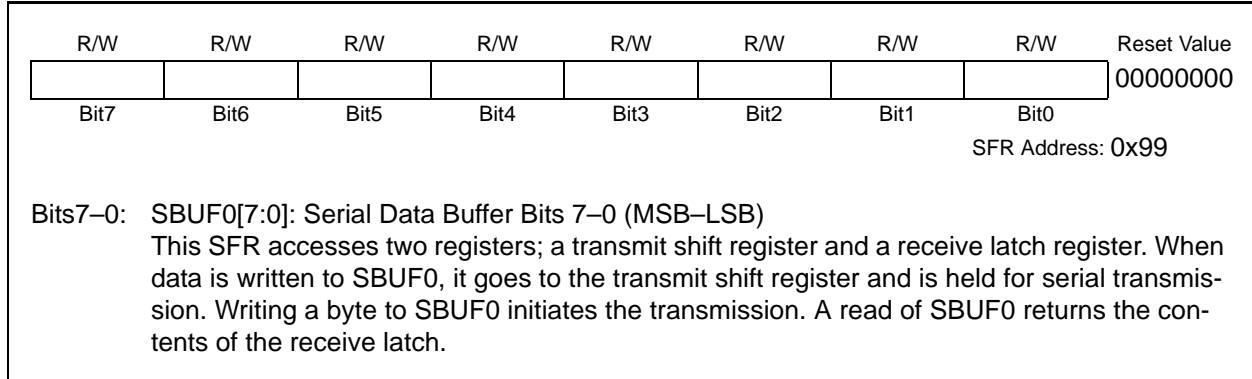 R/W R/W R/W R/W R/W R/W R/W R/W Reset Value
00000000
Bit7 Bit6 Bit5 Bit4 Bit3 Bit2 Bit1 Bit0
SFR Address: 0x99
Bits7–0: SBUF0[7:0]: Serial Data Buffer Bits 7–0 (MSB–LSB)
This SFR accesses two registers; a transmit shift register and a receive latch register. When
data is written to SBUF0, it goes to the transmit shift register and is held for serial transmis-
sion. Writing a byte to SBUF0 initiates the transmission. A read of SBUF0 returns the con-
tents of the receive latch.